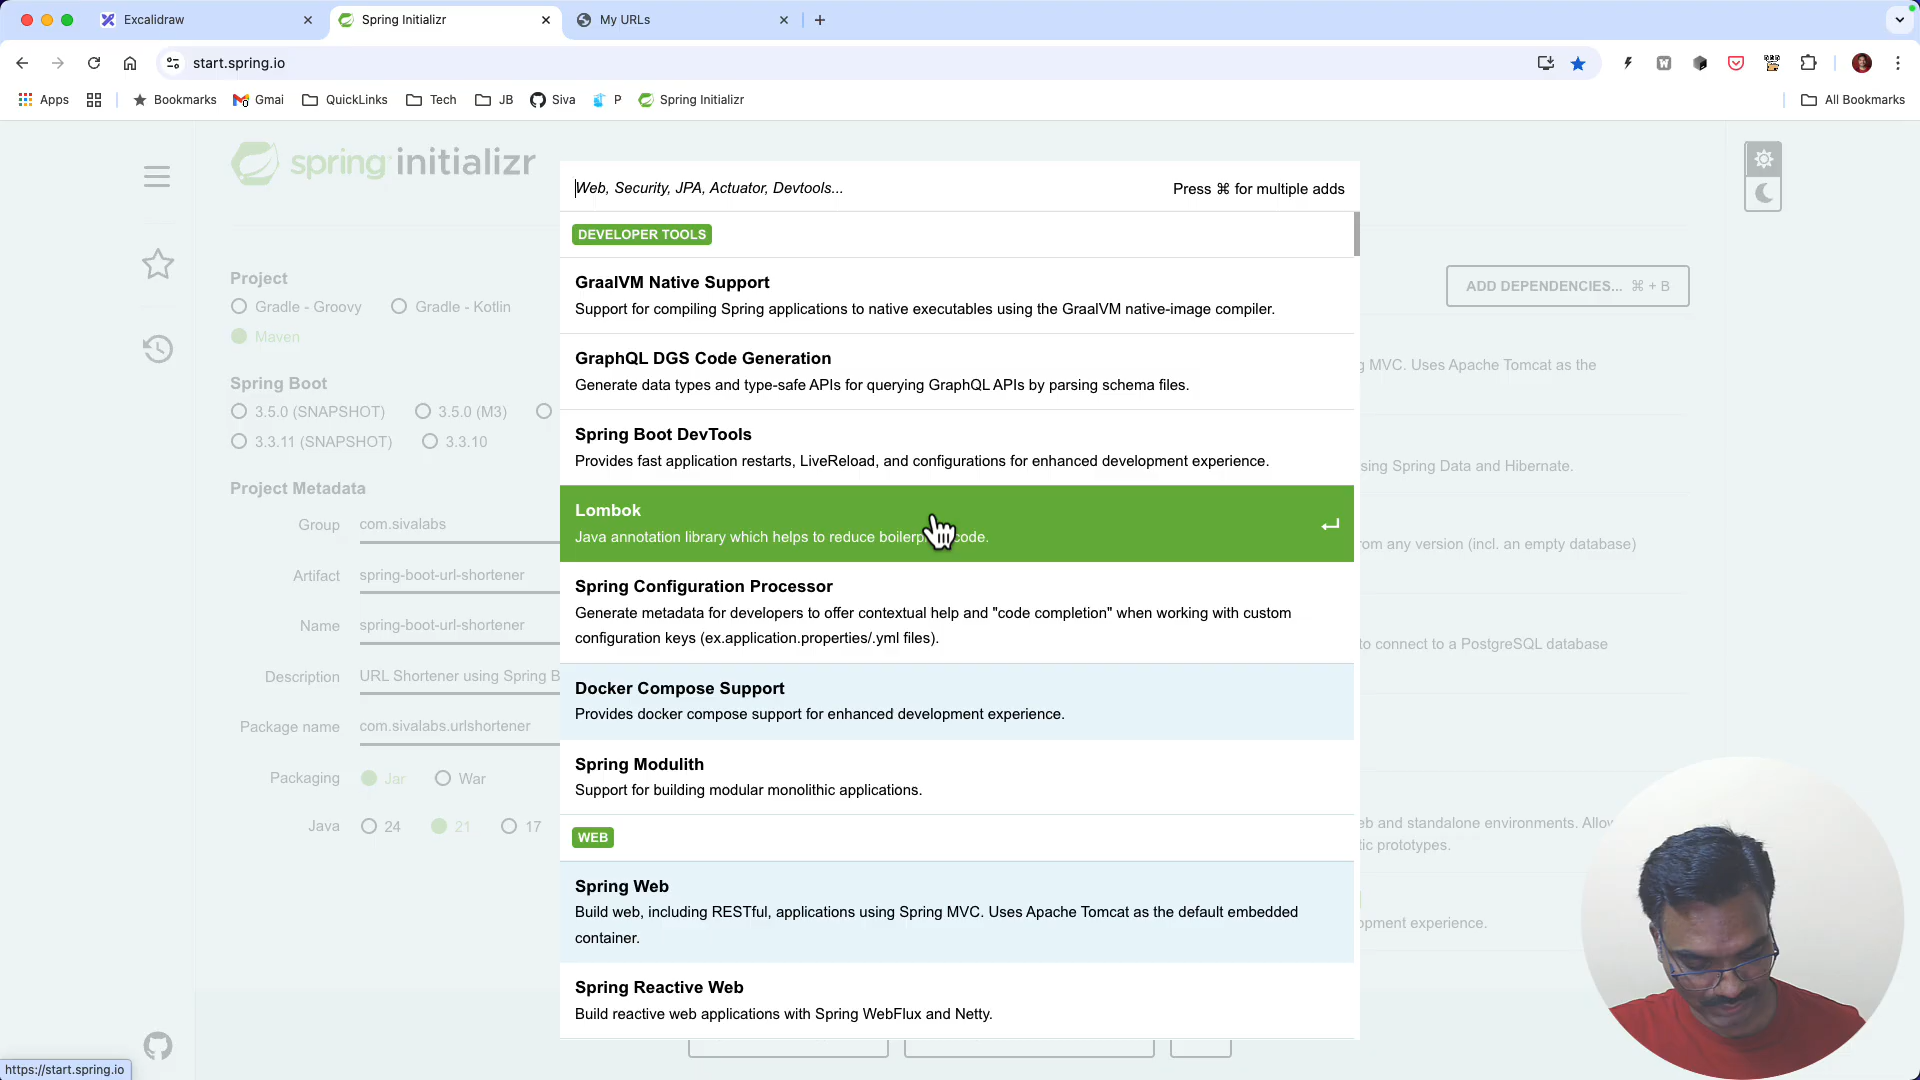 Excalidraw
Spring Initializr
My URLs
start.spring.io
Apps
Bookmarks
Gmai
QuickLinks
Tech
JB
Siva
P
Spring Initializr
All Bookmarks
spring initializr
Web, Security, JPA, Actuator, Devtools...
Press ⌘ for multiple adds
DEVELOPER TOOLS
GraalVM Native Support
Support for compiling Spring applications to native executables using the GraalVM native-image compiler.
GraphQL DGS Code Generation
Generate data types and type-safe APIs for querying GraphQL APIs by parsing schema files.
Spring Boot DevTools
Provides fast application restarts, LiveReload, and configurations for enhanced development experience.
Lombok
Java annotation library which helps to reduce code.
Spring Configuration Processor
Generate metadata for developers to offer contextual help and "code completion" when working with custom
configuration keys (ex.application.properties/.yml files).
Docker Compose Support
Provides docker compose support for enhanced development experience.
Spring Modulith
Support for building modular monolithic applications.
WEB
Spring Web
Build web, including RESTful, applications using Spring MVC. Uses Apache Tomcat as the default embedded
container.
Spring Reactive Web
Build reactive web applications with Spring WebFlux and Netty.
Project
Gradle - Groovy
Gradle - Kotlin
Maven
Spring Boot
3.5.0 (SNAPSHOT)
3.5.0 (M3)
3.3.11 (SNAPSHOT)
3.3.10
Project Metadata
Group
com.sivalabs
Artifact
spring-boot-url-shortener
Name
spring-boot-url-shortener
Description
URL Shortener using Spring B
Package name
com.sivalabs.urlshortener
Packaging
Jar
War
Java
24
21
17
ADD DEPENDENCIES... ⌘ + B
MVC. Uses Apache Tomcat as the
sing Spring Data and Hibernate.
om any version (incl. an empty database)
to connect to a PostgreSQL database
eb and standalone environments. Allow
tic prototypes.
pment experience.
https://start.spring.io